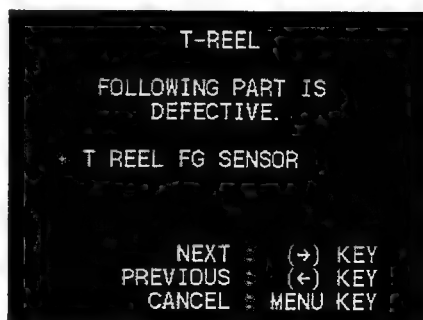 T-REEL
FOLLOWING PART IS
DEFECTIVE.
* T REEL FG SENSOR
NEXT : (→) KEY
PREVIOUS : (←) KEY
CANCEL : MENU KEY